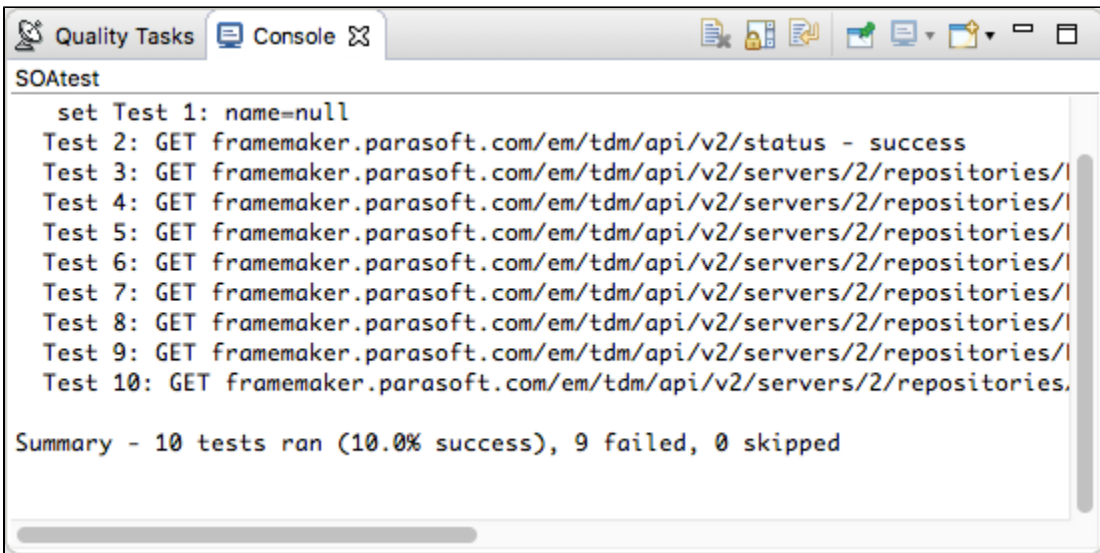 Quality Tasks Console
SOAtest
set Test 1: name=null
Test 2: GET framemaker.parasoft.com/em/tdm/api/v2/status - success
Test 3: GET framemaker.parasoft.com/em/tdm/api/v2/servers/2/repositories/
Test 4: GET framemaker.parasoft.com/em/tdm/api/v2/servers/2/repositories/
Test 5: GET framemaker.parasoft.com/em/tdm/api/v2/servers/2/repositories/
Test 6: GET framemaker.parasoft.com/em/tdm/api/v2/servers/2/repositories/
Test 7: GET framemaker.parasoft.com/em/tdm/api/v2/servers/2/repositories/
Test 8: GET framemaker.parasoft.com/em/tdm/api/v2/servers/2/repositories/
Test 9: GET framemaker.parasoft.com/em/tdm/api/v2/servers/2/repositories/
Test 10: GET framemaker.parasoft.com/em/tdm/api/v2/servers/2/repositories
Summary - 10 tests ran (10.0% success), 9 failed, 0 skipped